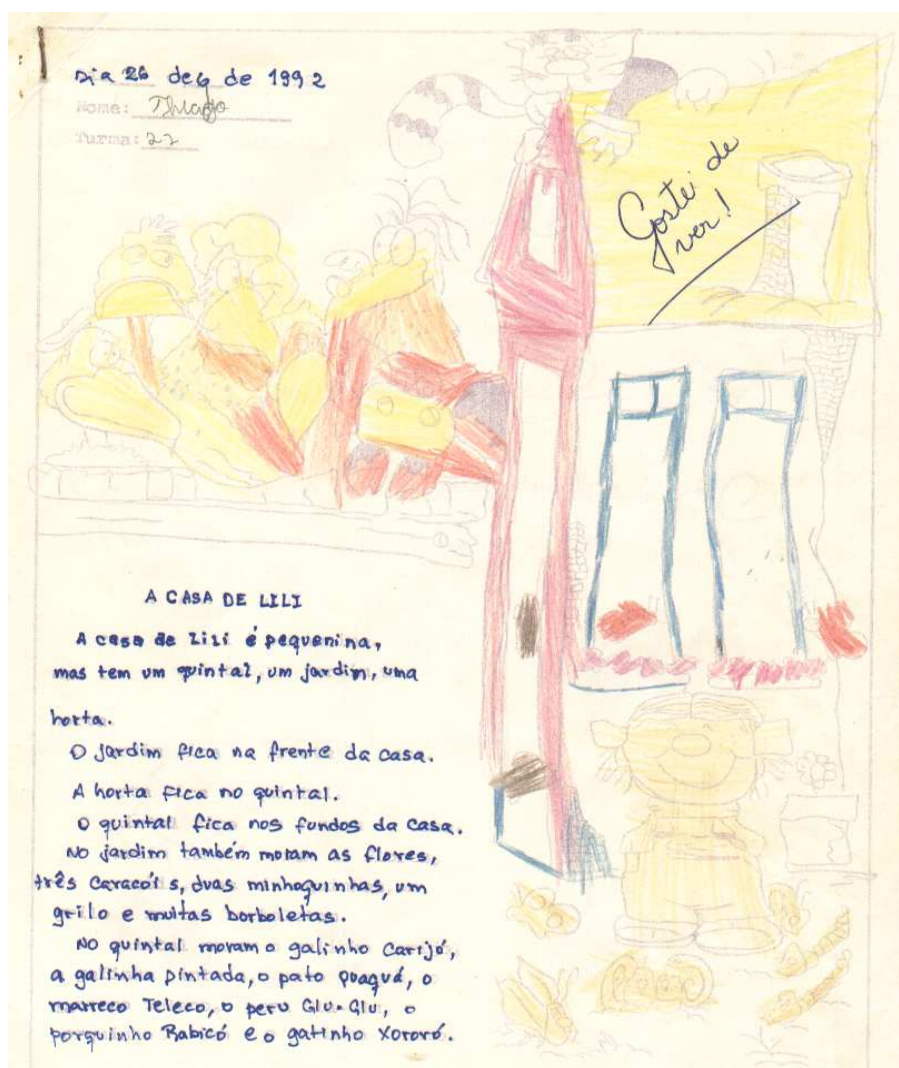 Dia 26 de 6 de 1992
Nome: Thiago
Turma: 22
Gostei de
ver!
A CASA DE LILI
A casa de Lili é pequenina,
mas tem um quintal, um jardim, uma
horta.
O jardim fica na frente da casa.
A horta fica no quintal.
O quintal fica nos fundos da casa.
No jardim também moram as flores,
três caracóis, duas minhoquinhas, um
grilo e muitas borboletas.
No quintal moram o galinho Carijó,
a galinha pintada, o pato Quaquá, o
marreco Teleco, o peru Glu-Glu, o
porquinho Rabicó e o gatinho Xororó.